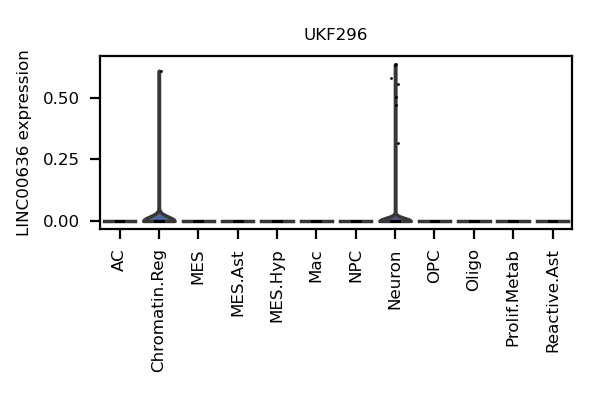 UKF296
LINC00636 expression
0.50
0.25
0.00
AC
Chromatin.Reg
MES
MES.Ast
MES.Hyp
Mac
NPC
Neuron
OPC
Oligo
Prolif.Metab
Reactive.Ast